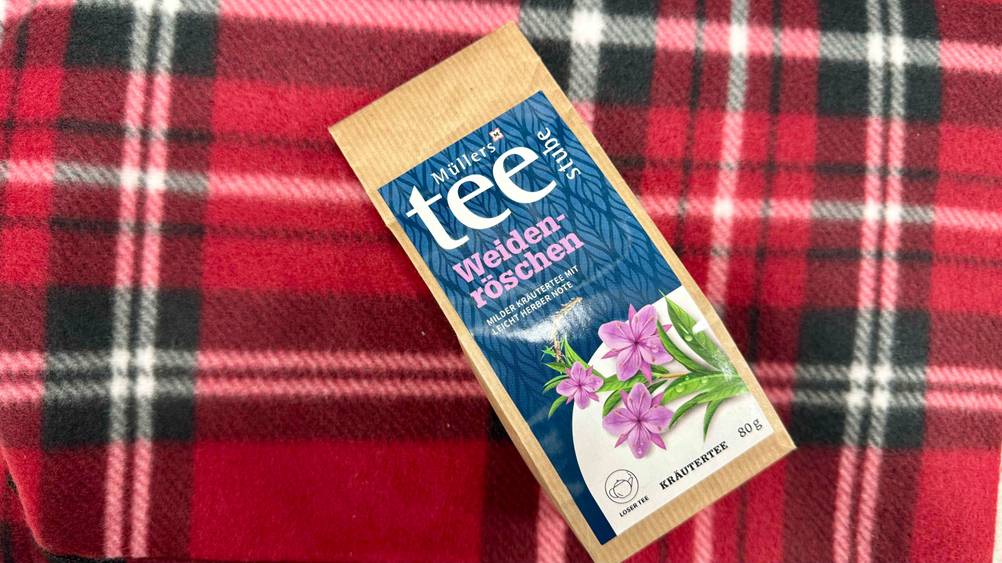 Müllers
tee
stube
Weiden-
röschen
MILDER KRÄUTERTEE MIT
LEICHT HERBER NOTE
KRÄUTERTEE 80 g
LOSER TEE